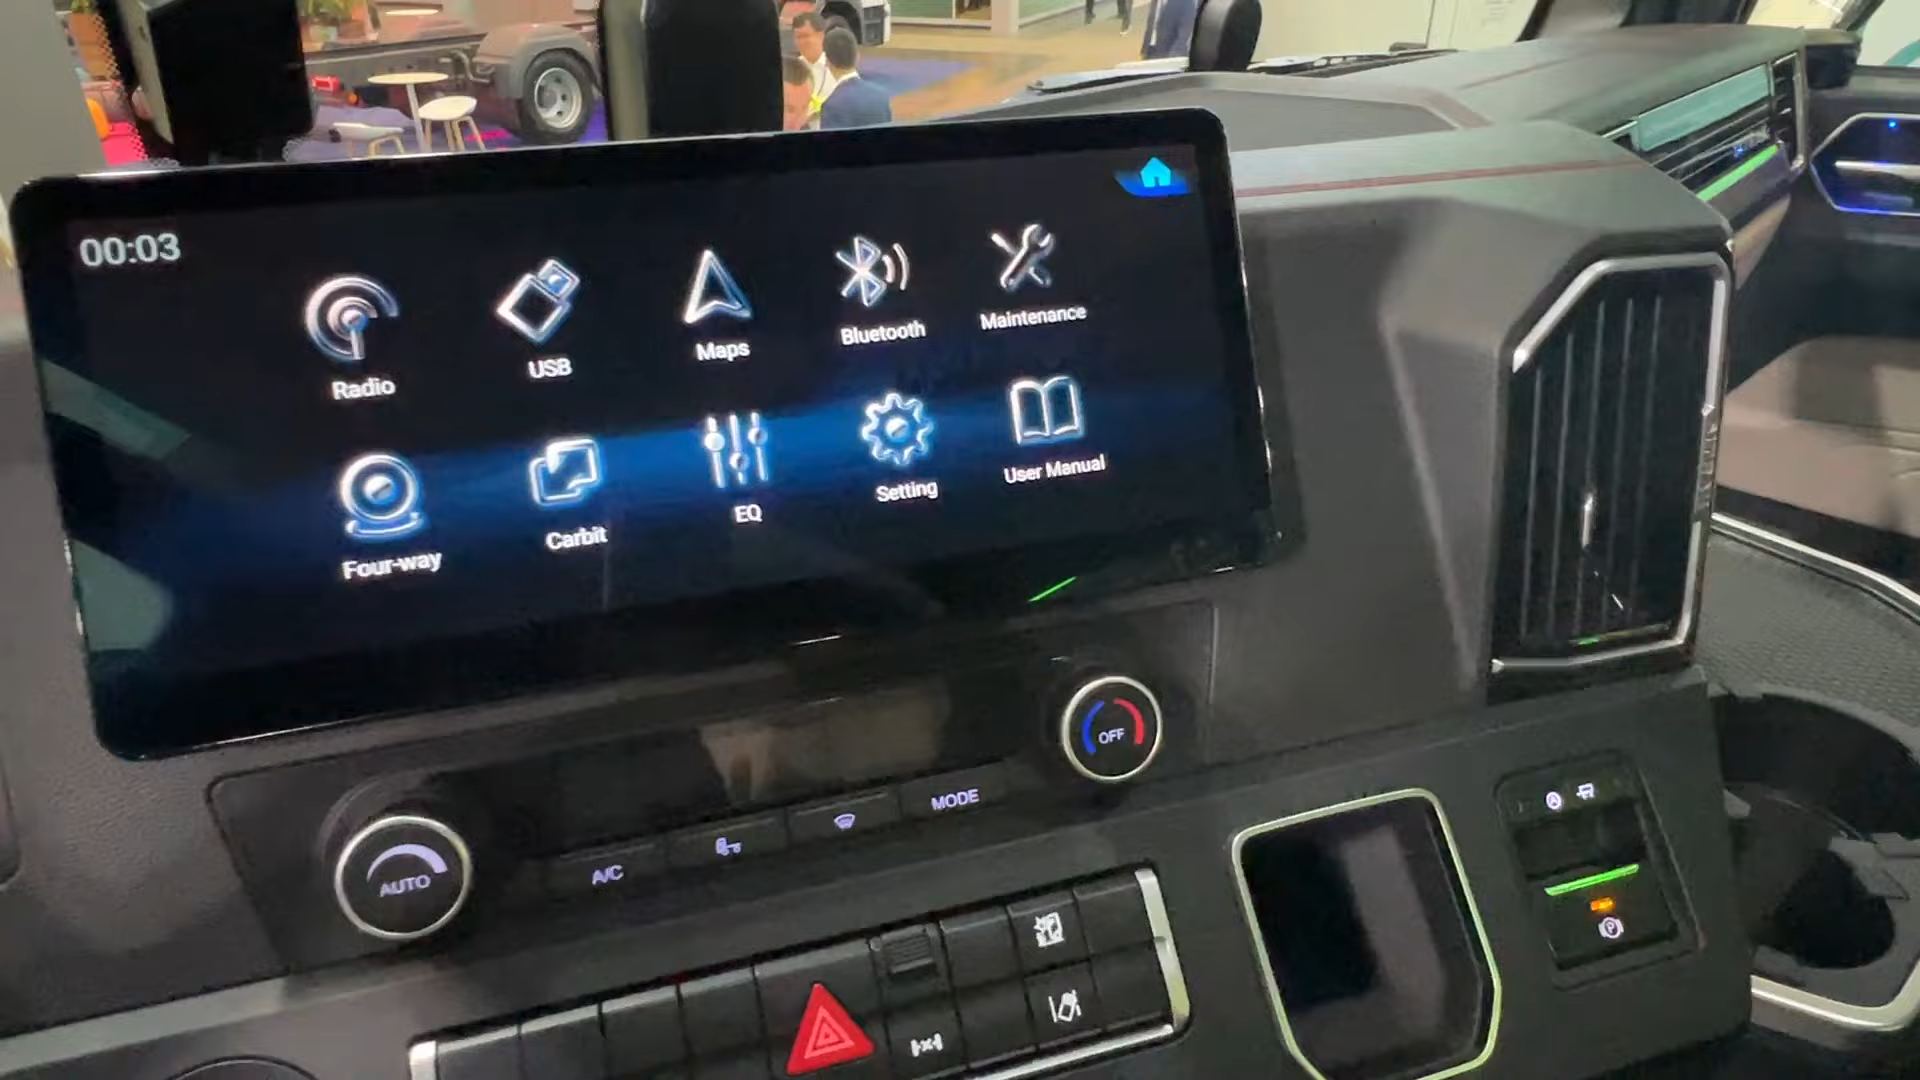 00:03
Radio
USB
Maps
Bluetooth
Maintenance
Four-way
Carbit
EQ
Setting
User Manual
OFF
AUTO
A/C
MODE
P